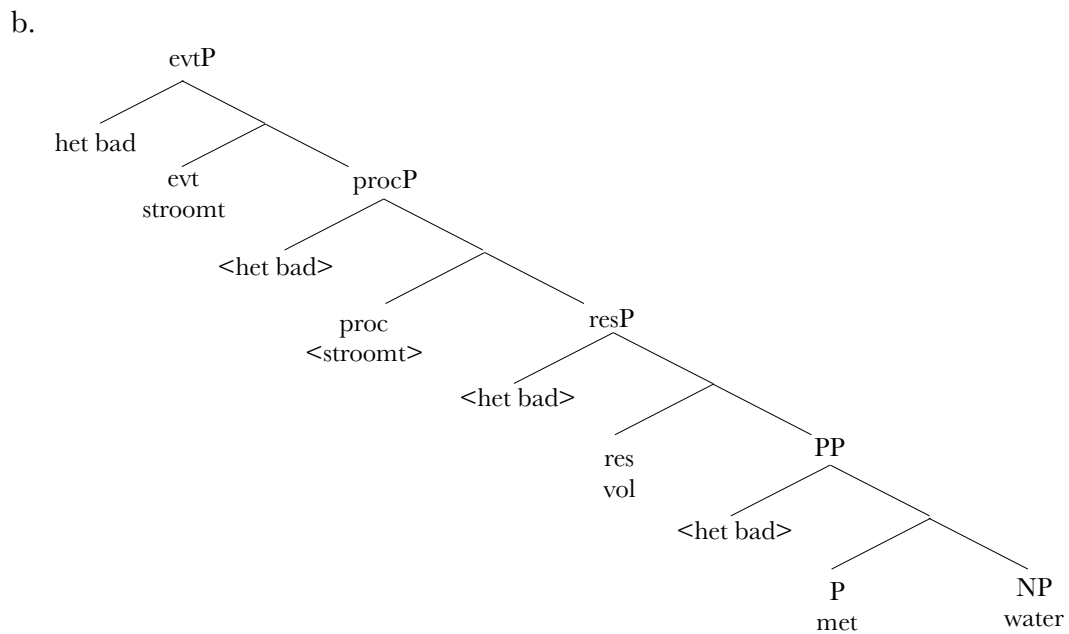 b.
evtP
het bad
evt
stroomt
procP
<het bad>
proc
<stroomt>
resP
<het bad>
res
vol
PP
<het bad>
P
met
NP
water